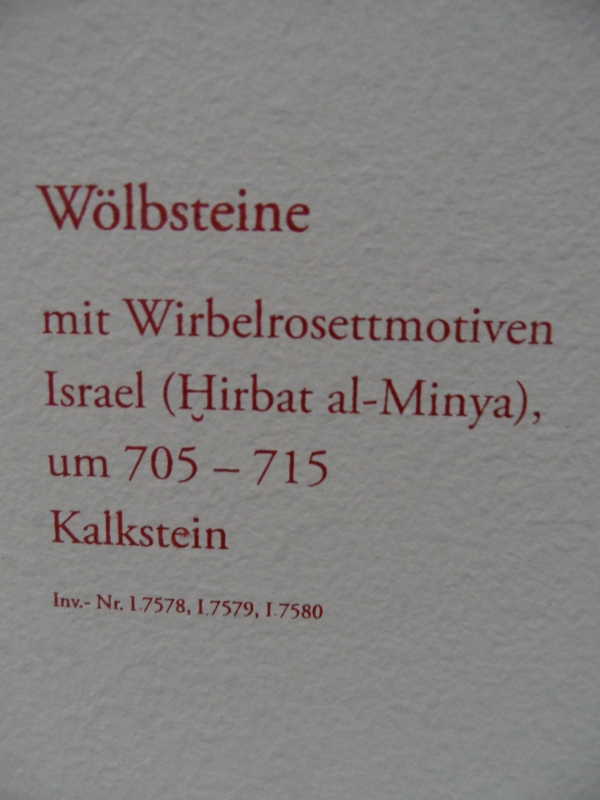 Wölbsteine
mit Wirbelrosettmotiven
Israel (Ḫirbat al-Minya),
um 705 – 715
Kalkstein
Inv.- Nr. I.7578, I.7579, I.7580